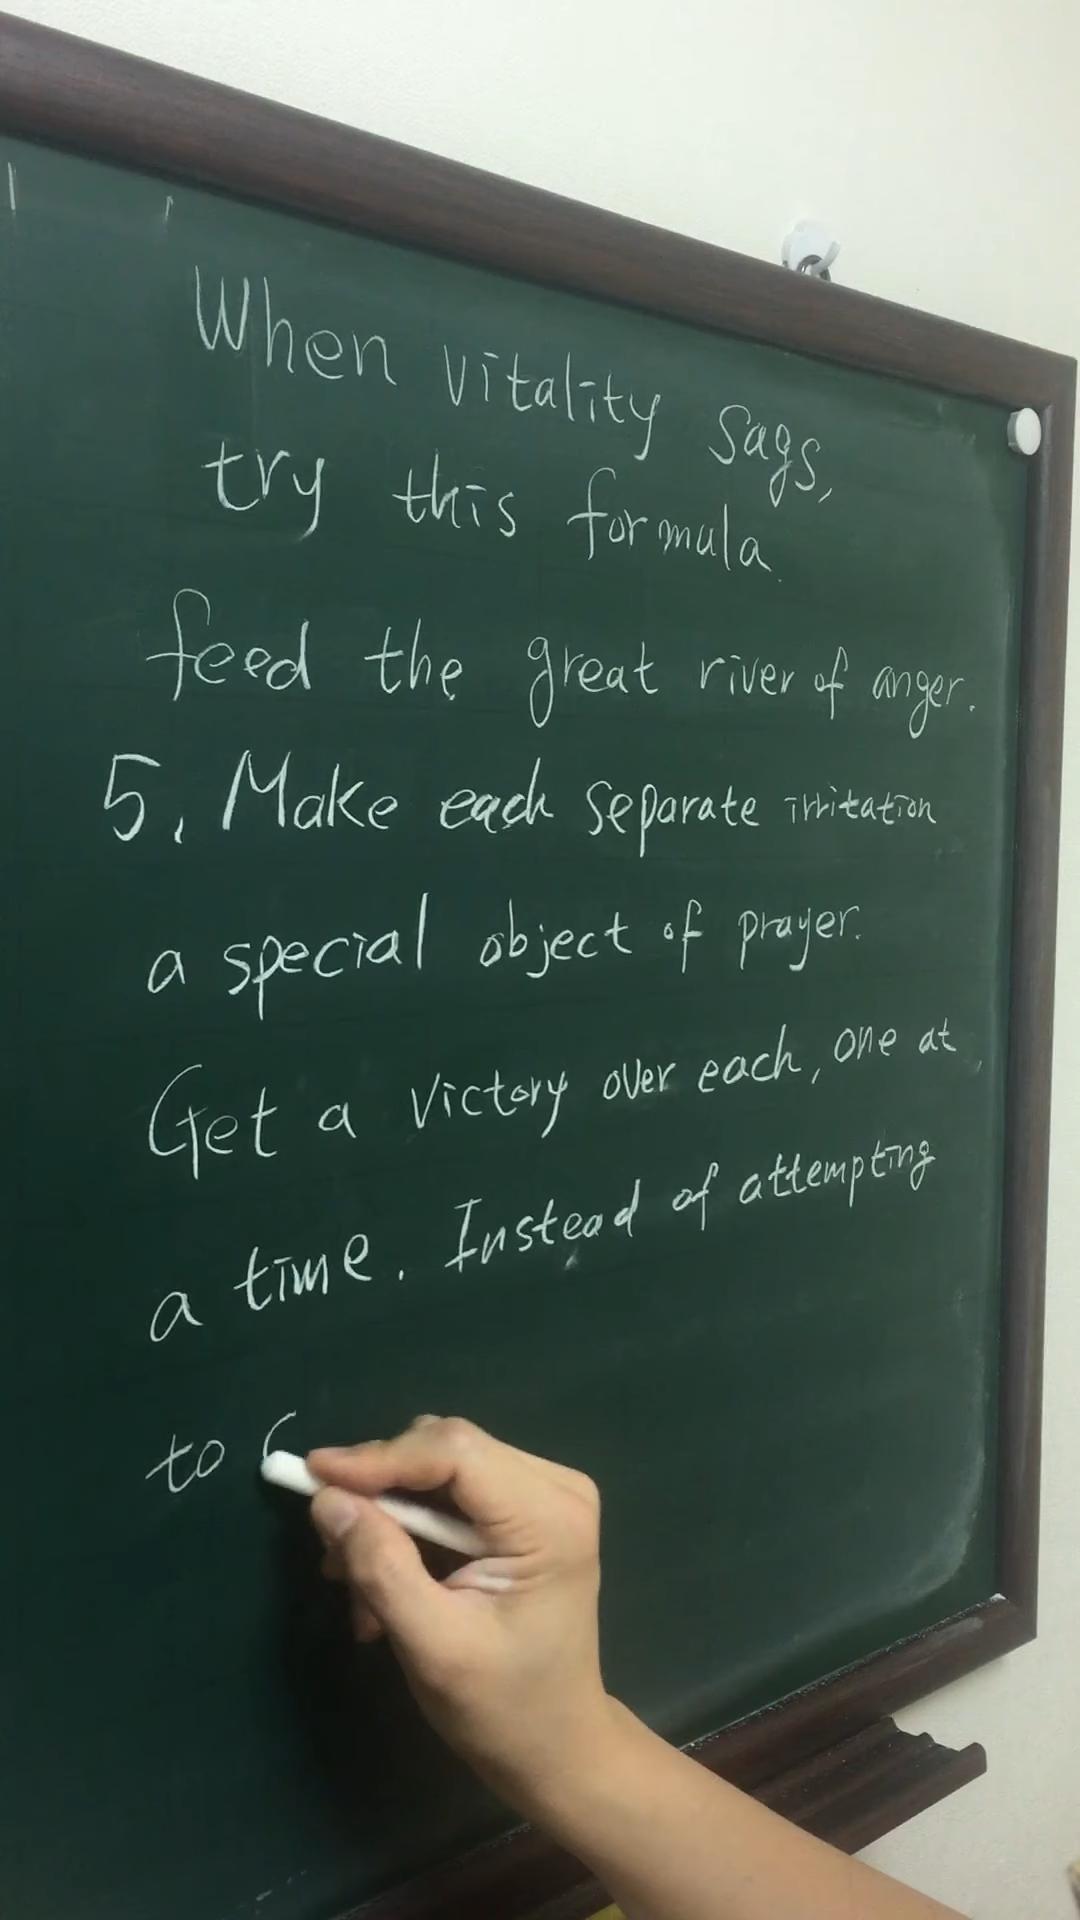 When vitality sags,
try this formula.
feed the great river of anger.
5. Make each separate irritation
a special object of prayer.
Get a victory over each, one at
a time. Instead of attempting
to